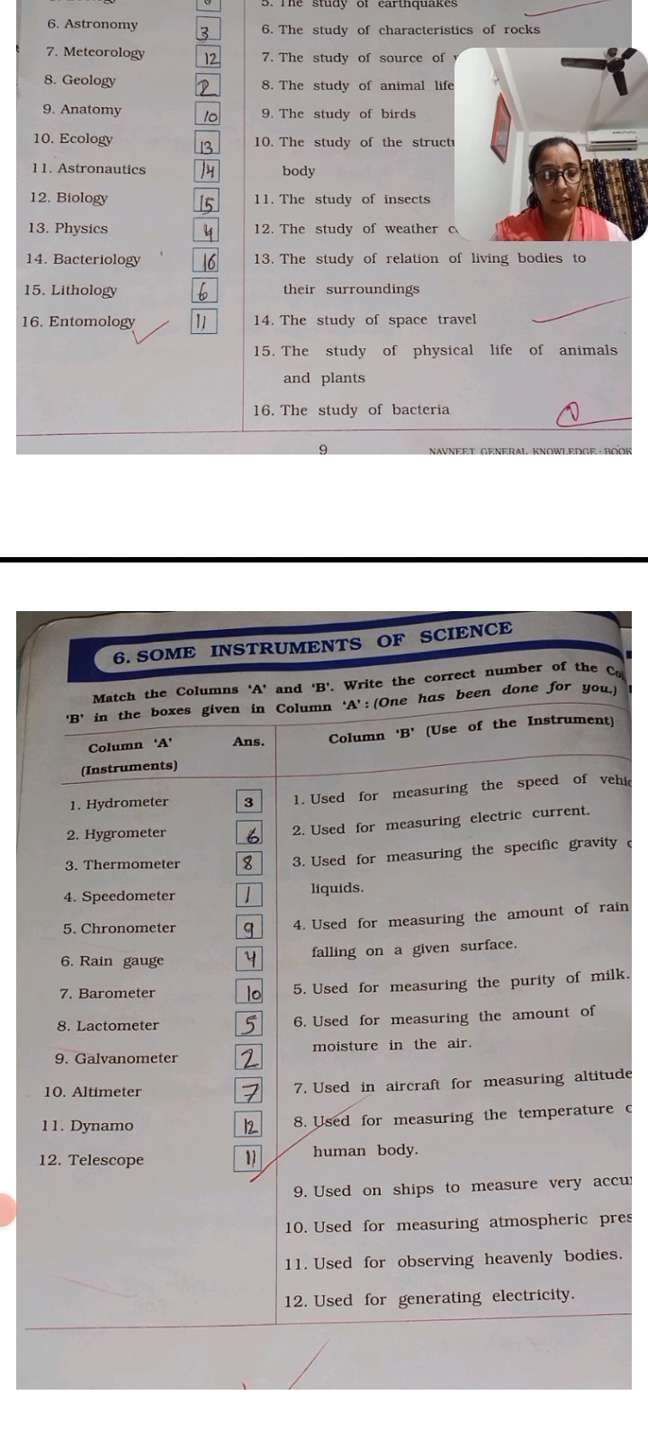 5. The study of earthquakes
6. Astronomy 3 6. The study of characteristics of rocks
7. Meteorology 12 7. The study of source of
8. Geology 2 8. The study of animal life
9. Anatomy 10 9. The study of birds
10. Ecology 13 10. The study of the
11. Astronautics 14 body
12. Biology 15 11. The study of insects
13. Physics 4 12. The study of weather
14. Bacteriology 16 13. The study of relation of living bodies to
15. Lithology 6 their surroundings
16. Entomology 11 14. The study of space travel
15. The study of physical life of animals
and plants
16. The study of bacteria
9 NAVNEET GENERAL KNOWLEDGE - BOOK
6. SOME INSTRUMENTS OF SCIENCE
Match the Columns 'A' and 'B'. Write the correct number of the
'B' in the boxes given in Column 'A' : (One has been done for you.)
Column 'A' Ans. Column 'B' (Use of the Instrument)
(Instruments)
1. Hydrometer 3 1. Used for measuring the speed of
2. Hygrometer 6 2. Used for measuring electric current.
3. Thermometer 8 3. Used for measuring the specific gravity
liquids.
4. Speedometer 1
5. Chronometer 9 4. Used for measuring the amount of rain
6. Rain gauge 4 falling on a given surface.
7. Barometer 10 5. Used for measuring the purity of milk.
8. Lactometer 5 6. Used for measuring the amount of
moisture in the air.
9. Galvanometer 2
10. Altimeter 7 7. Used in aircraft for measuring altitude
11. Dynamo 12 8. Used for measuring the temperature
12. Telescope 11 human body.
9. Used on ships to measure very
10. Used for measuring atmospheric
11. Used for observing heavenly bodies.
12. Used for generating electricity.